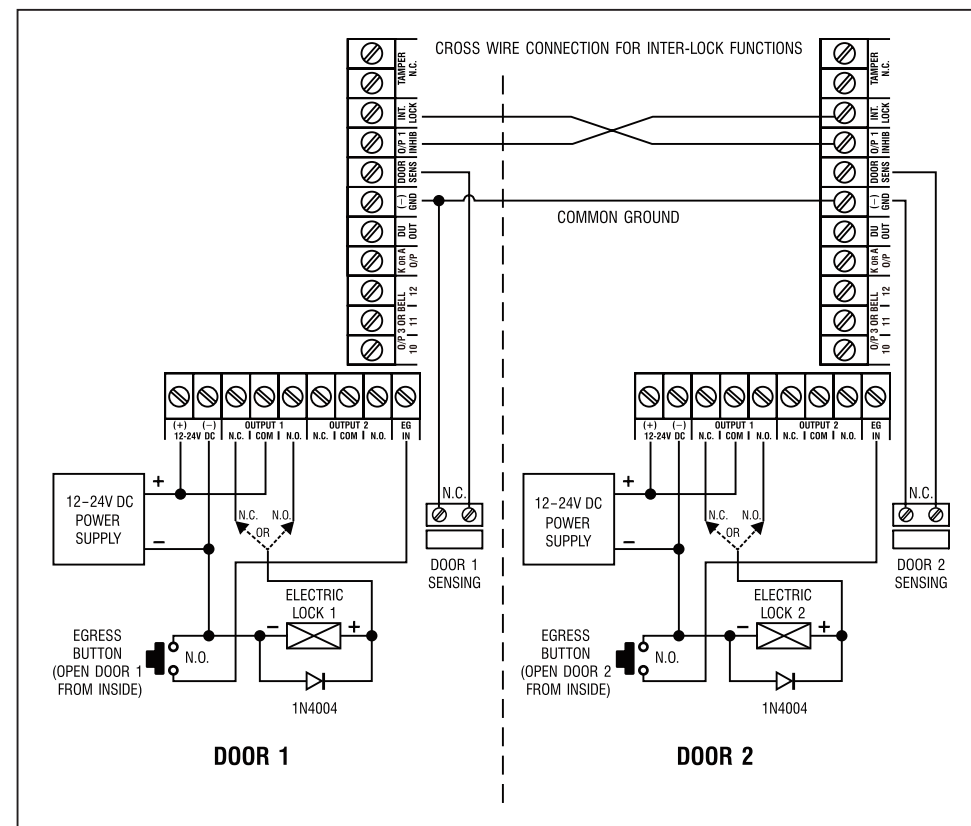 CROSS WIRE CONNECTION FOR INTER-LOCK FUNCTIONS
TAMPER
N.C.
INT.
LOCK
O/P 1
INHIB
DOOR
SENS
(−)
GND
DU
OUT
K OR A
O/P
O/P 3 OR BELL
10 11 12
TAMPER
N.C.
INT.
LOCK
O/P 1
INHIB
DOOR
SENS
(−)
GND
DU
OUT
K OR A
O/P
O/P 3 OR BELL
10 11 12
COMMON GROUND
(+) (−) OUTPUT 1 OUTPUT 2 EG
12-24V DC N.C. COM N.O. N.C. COM N.O. IN
+
12–24V DC
POWER
SUPPLY
−
N.C. N.O.
OR
N.C.
DOOR 1
SENSING
ELECTRIC
LOCK 1
− +
EGRESS
BUTTON
(OPEN DOOR 1
FROM INSIDE)
N.O.
1N4004
DOOR 1
(+) (−) OUTPUT 1 OUTPUT 2 EG
12-24V DC N.C. COM N.O. N.C. COM N.O. IN
+
12–24V DC
POWER
SUPPLY
−
N.C. N.O.
OR
N.C.
DOOR 2
SENSING
ELECTRIC
LOCK 2
− +
EGRESS
BUTTON
(OPEN DOOR 2
FROM INSIDE)
N.O.
1N4004
DOOR 2